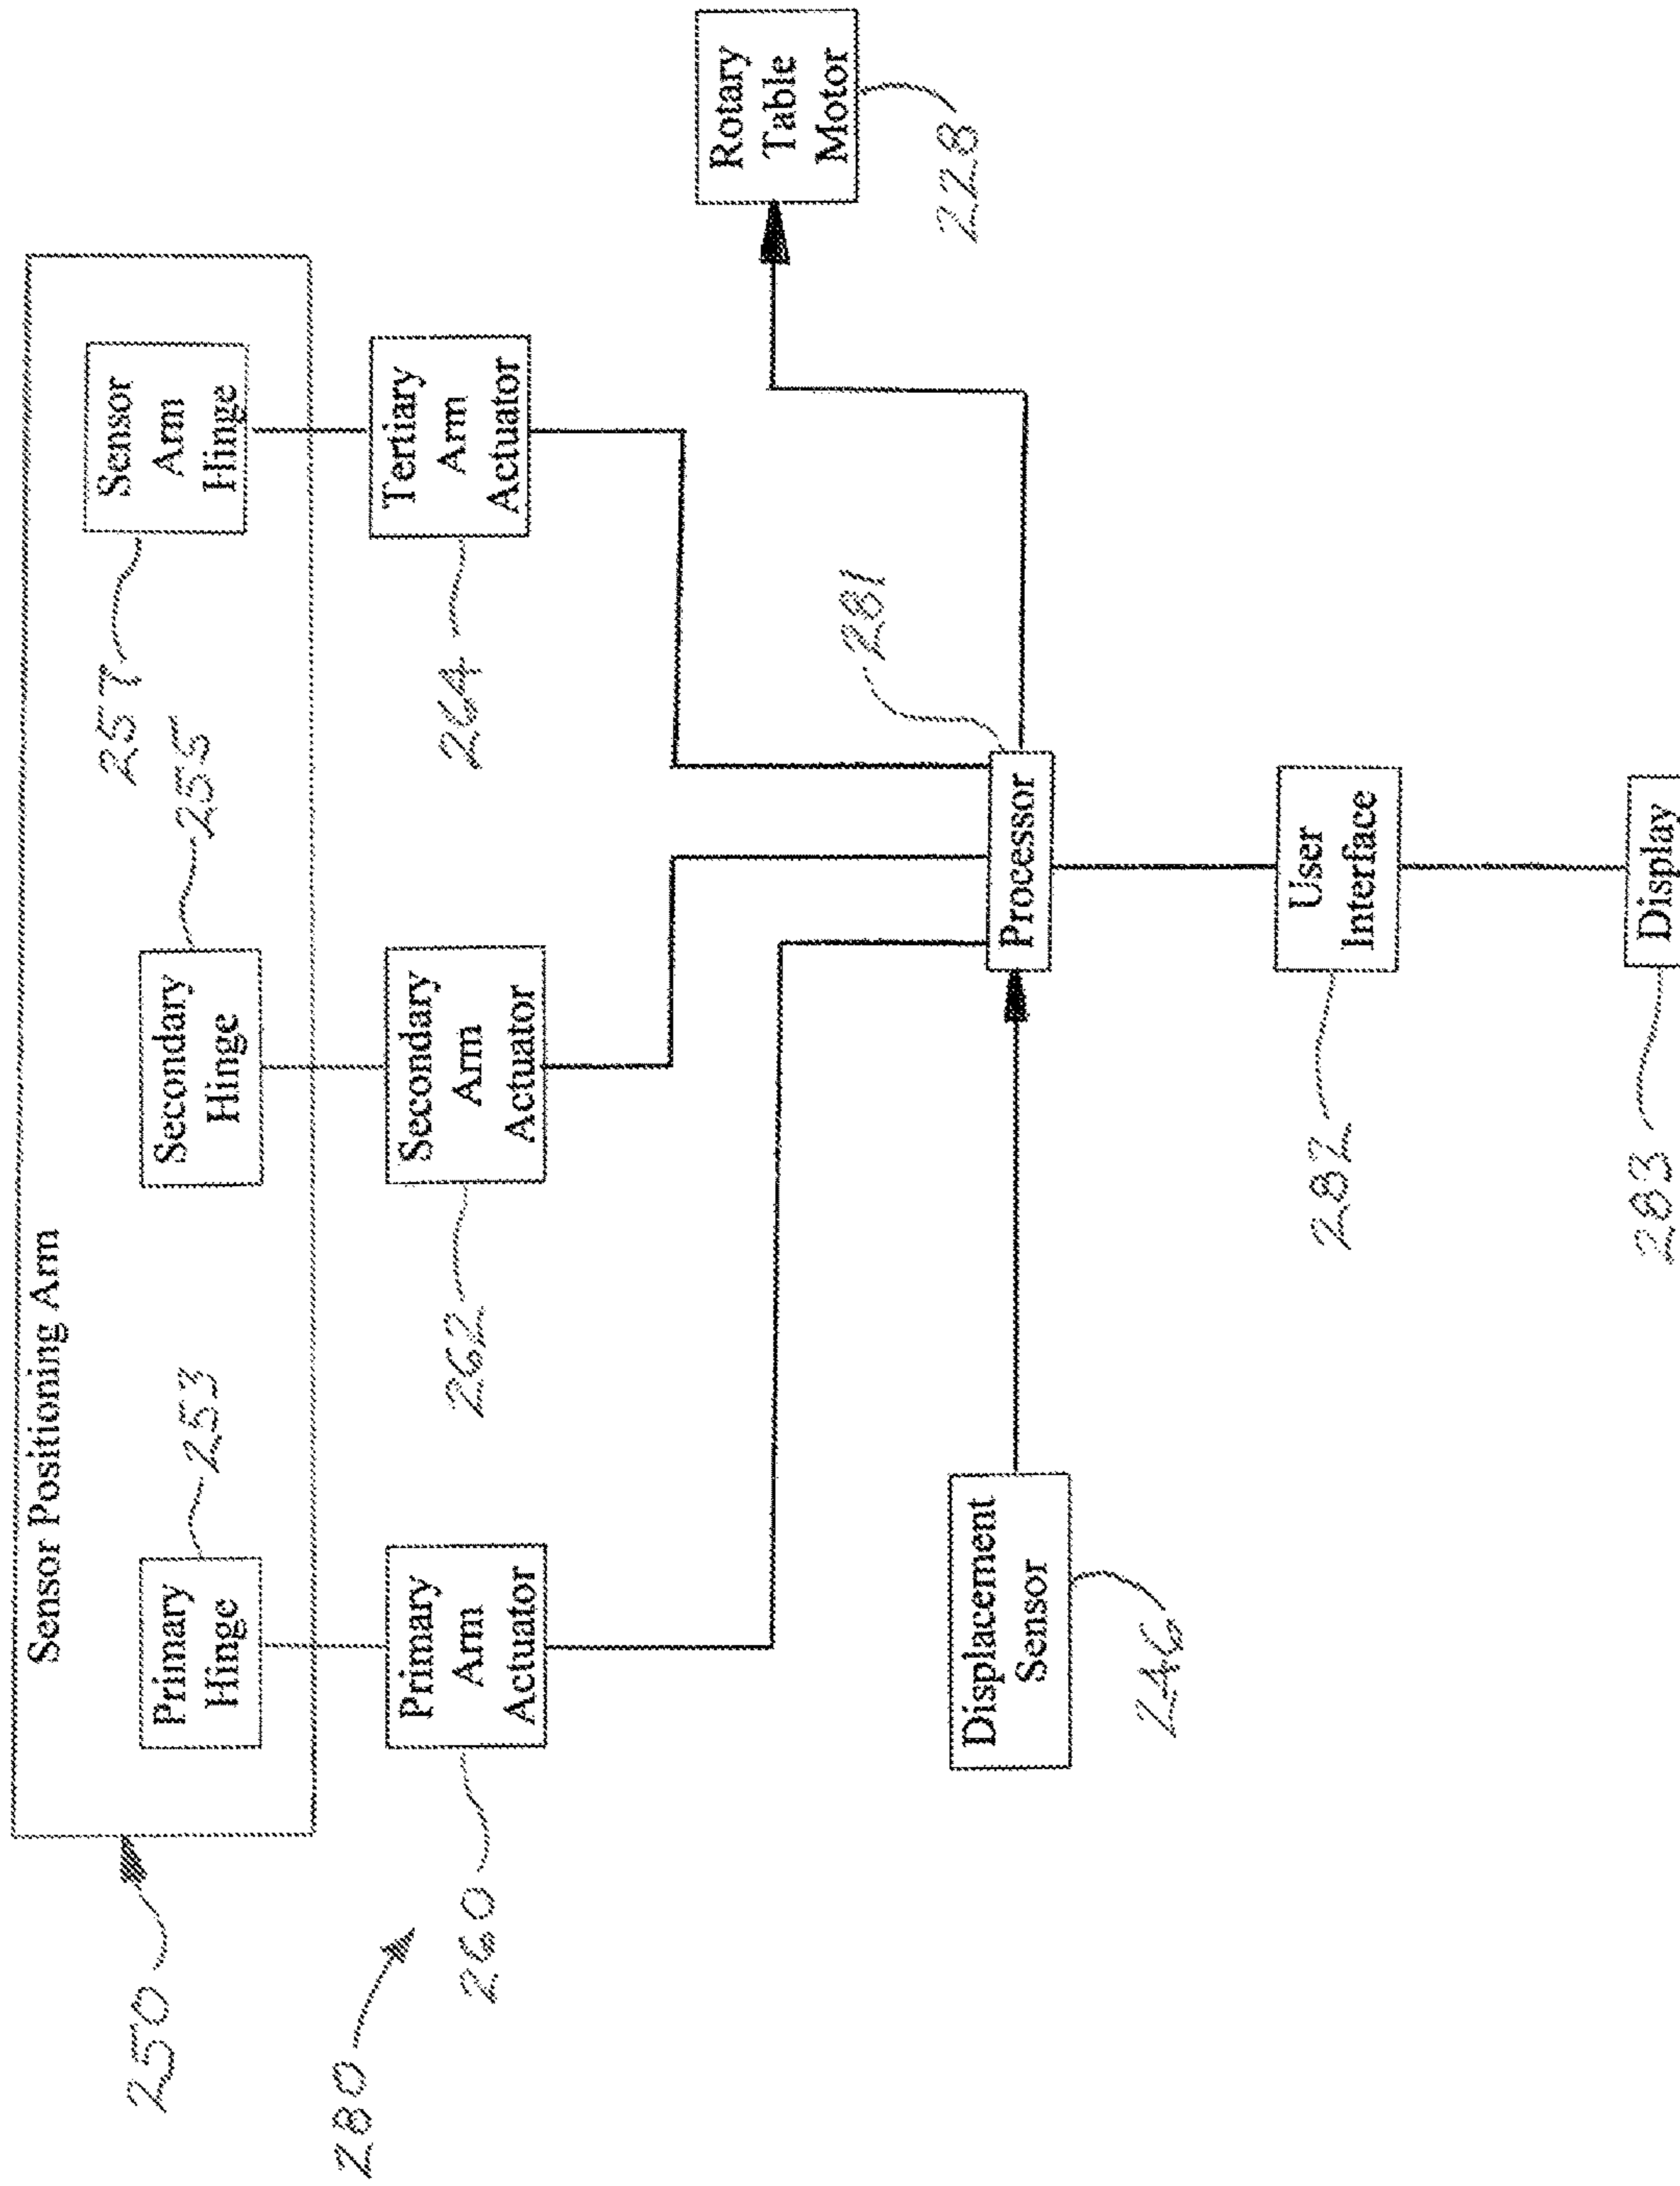 Sensor Positioning Arm
250
Primary
Hinge
253
Secondary
Hinge
255
Sensor
Arm
Hinge
257
280
Primary
Arm
Actuator
260
Secondary
Arm
Actuator
262
Tertiary
Arm
Actuator
264
Rotary
Table
Motor
228
Displacement
Sensor
246
Processor
281
User
Interface
282
Display
283